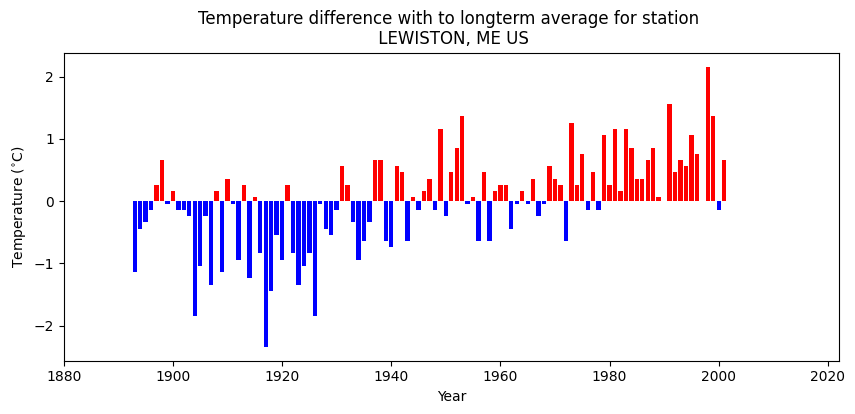 Temperature difference with to longterm average for station
LEWISTON, ME US
Temperature (°C)
2
1
0
−1
−2
1880 1900 1920 1940 1960 1980 2000 2020
Year